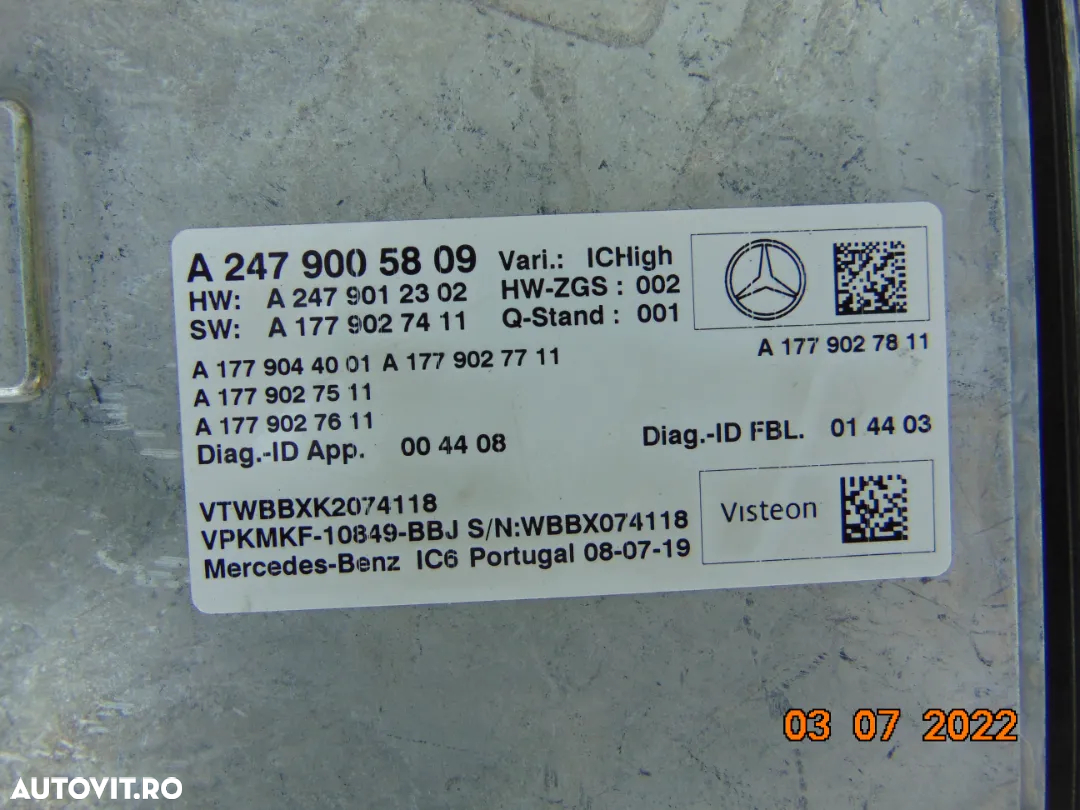 A 247 900 58 09 Vari.: ICHigh
HW: A 247 901 23 02 HW-ZGS : 002
SW: A 177 902 74 11 Q-Stand : 001
A 177 904 40 01 A 177 902 77 11 A 177 902 78 11
A 177 902 75 11
A 177 902 76 11
Diag.-ID App. 00 44 08 Diag.-ID FBL. 01 44 03
VTWBBXK2074118
VPKMKF-10849-BBJ S/N:WBBX074118
Mercedes-Benz IC6 Portugal 08-07-19
Visteon
03 07 2022
AUTOVIT.RO